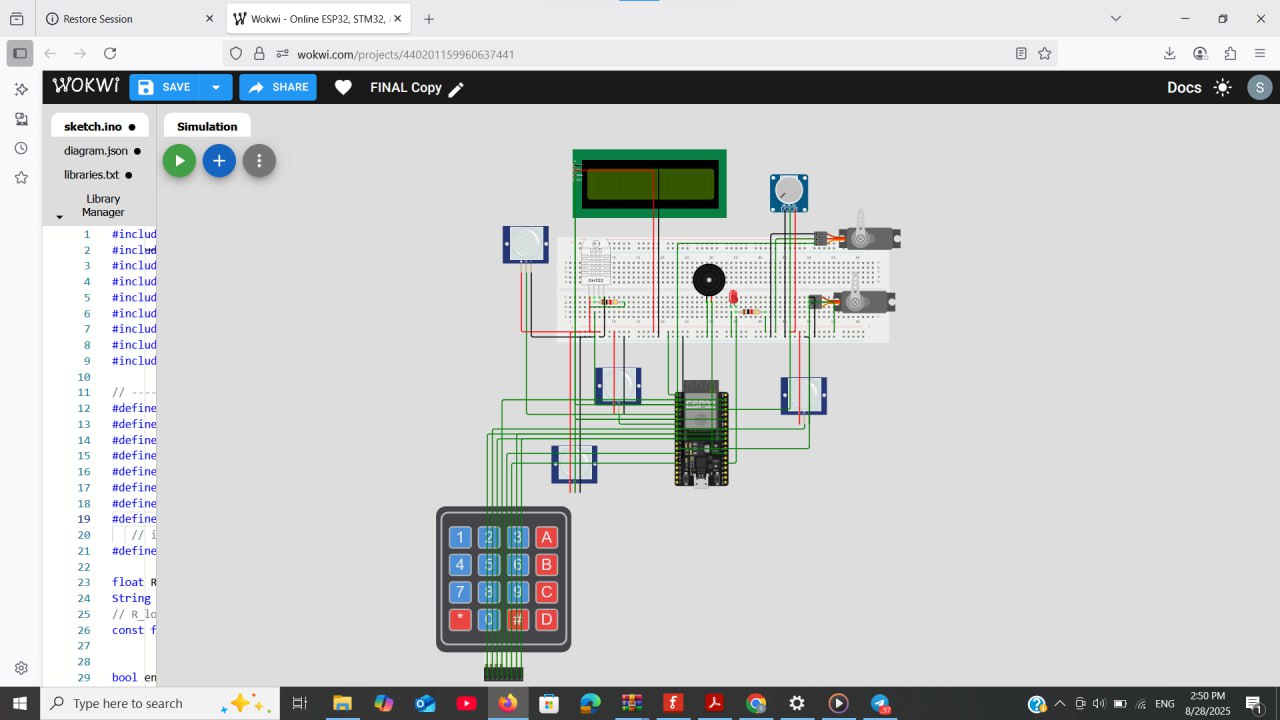 Restore Session
Wokwi - Online ESP32, STM32,
wokwi.com/projects/440201159960637441
WOKWI
SAVE
SHARE
FINAL Copy
Docs
S
sketch.ino
diagram.json
libraries.txt
Library
Manager
Simulation
1 #includ
2 #includ
3 #includ
4 #includ
5 #includ
6 #includ
7 #includ
8 #includ
9 #includ
10
11 // ----
12 #define
13 #define
14 #define
15 #define
16 #define
17 #define
18 #define
19 #define
20 // i
21 #define
22
23 float R
24 String
25 // R_lo
26 const f
27
28
29 bool en
DHT22
ESP32
1 2 3 A
4 5 6 B
7 8 9 C
* 0 # D
Type here to search
ENG
2:50 PM
8/28/2025